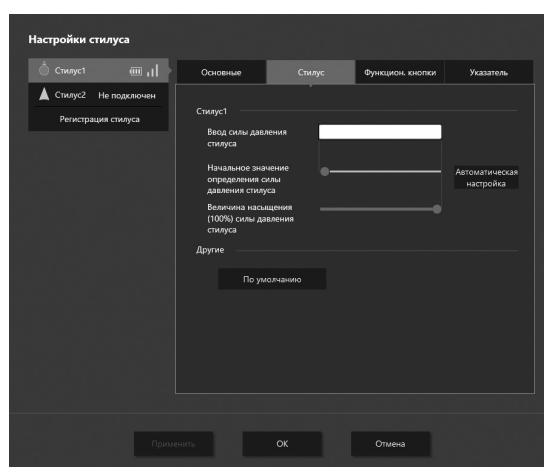 Настройки стилуса
Стилус1
Стилус2 Не подключен
Регистрация стилуса
Основные Стилус Функцион. кнопки Указатель
Стилус1
Ввод силы давления
стилуса
Начальное значение
определения силы
давления стилуса
Автоматическая
настройка
Величина насыщения
(100%) силы давления
стилуса
Другие
По умолчанию
Применить ОК Отмена